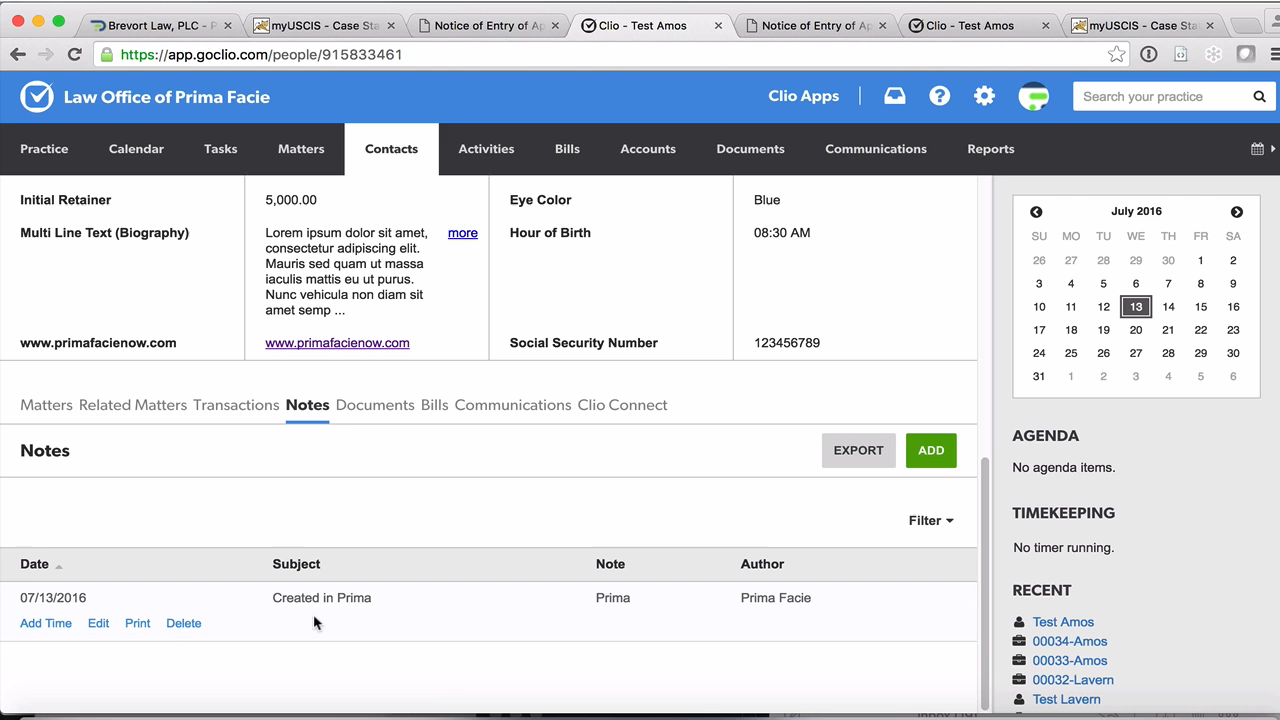 Brevort Law, PLC - P
myUSCIS - Case Sta
Notice of Entry of Ap
Clio - Test Amos
Notice of Entry of Ap
Clio - Test Amos
myUSCIS - Case Sta
https://app.goclio.com/people/915833461
Law Office of Prima Facie
Clio Apps
Search your practice
Practice Calendar Tasks Matters Contacts Activities Bills Accounts Documents Communications Reports
Initial Retainer 5,000.00 Eye Color Blue
Multi Line Text (Biography) Lorem ipsum dolor sit amet, more Hour of Birth 08:30 AM
consectetur adipiscing elit.
Mauris sed quam ut massa
iaculis mattis eu ut purus.
Nunc vehicula non diam sit
amet semp ...
www.primafacienow.com www.primafacienow.com Social Security Number 123456789
Matters Related Matters Transactions Notes Documents Bills Communications Clio Connect
Notes EXPORT ADD
Filter
Date Subject Note Author
07/13/2016 Created in Prima Prima Prima Facie
Add Time Edit Print Delete
July 2016
SU MO TU WE TH FR SA
26 27 28 29 30 1 2
3 4 5 6 7 8 9
10 11 12 13 14 15 16
17 18 19 20 21 22 23
24 25 26 27 28 29 30
31 1 2 3 4 5 6
AGENDA
No agenda items.
TIMEKEEPING
No timer running.
RECENT
Test Amos
00034-Amos
00033-Amos
00032-Lavern
Test Lavern